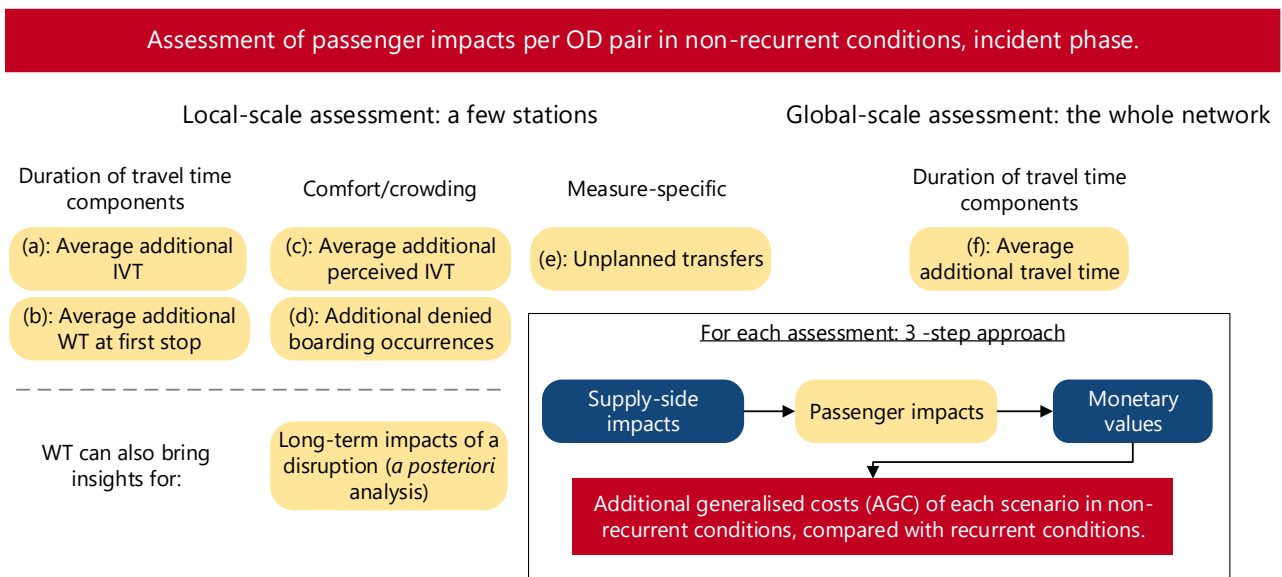 Assessment of passenger impacts per OD pair in non-recurrent conditions, incident phase.
Local-scale assessment: a few stations
Global-scale assessment: the whole network
Duration of travel time
components
Comfort/crowding
Measure-specific
Duration of travel time
components
(a): Average additional
IVT
(c): Average additional
perceived IVT
(e): Unplanned transfers
(f): Average
additional travel time
(b): Average additional
WT at first stop
(d): Additional denied
boarding occurrences
For each assessment: 3 -step approach
Supply-side
impacts
Passenger impacts
Monetary
values
WT can also bring
insights for:
Long-term impacts of a
disruption (a posteriori
analysis)
Additional generalised costs (AGC) of each scenario in non-
recurrent conditions, compared with recurrent conditions.